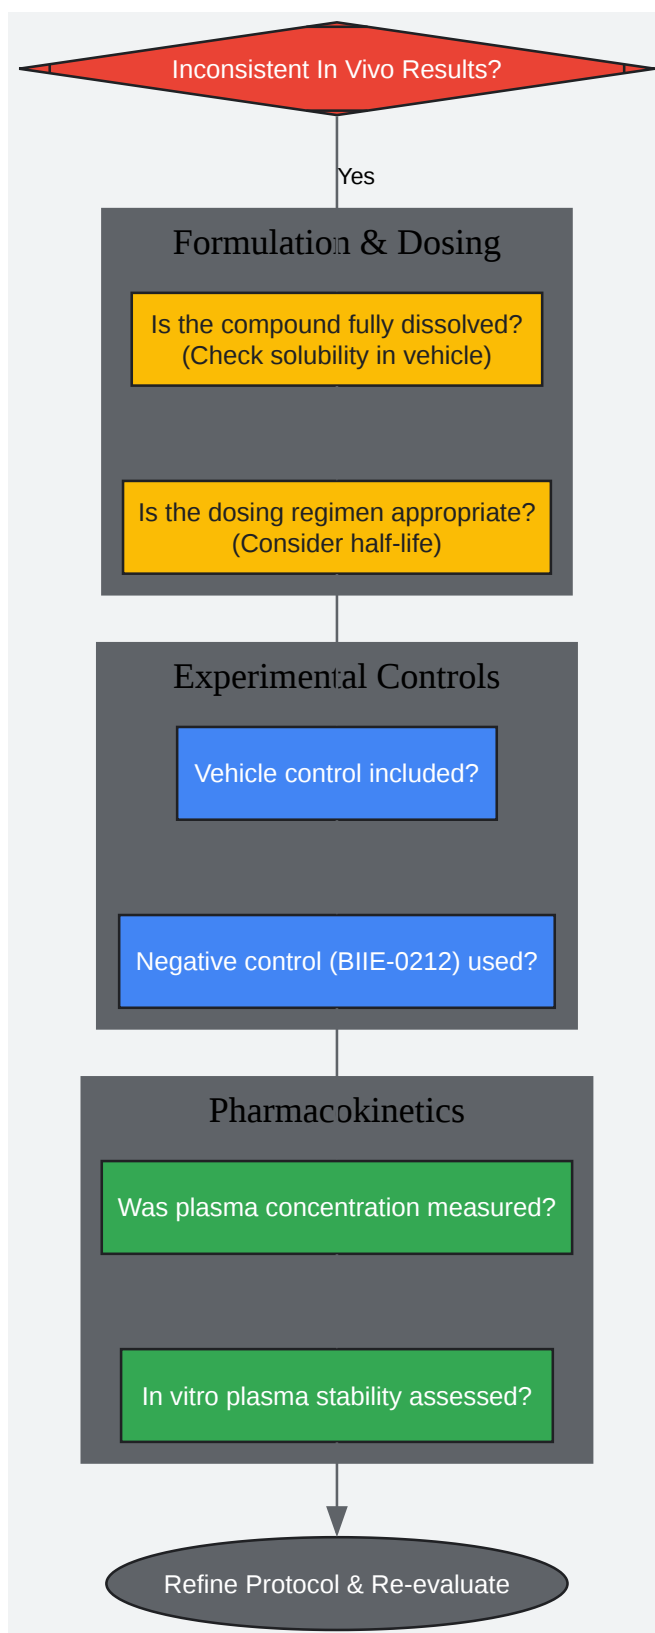 Inconsistent In Vivo Results?
Yes
Formulation & Dosing
Is the compound fully dissolved?
(Check solubility in vehicle)
Is the dosing regimen appropriate?
(Consider half-life)
Experimental Controls
Vehicle control included?
Negative control (BIIE-0212) used?
Pharmacokinetics
Was plasma concentration measured?
In vitro plasma stability assessed?
Refine Protocol & Re-evaluate